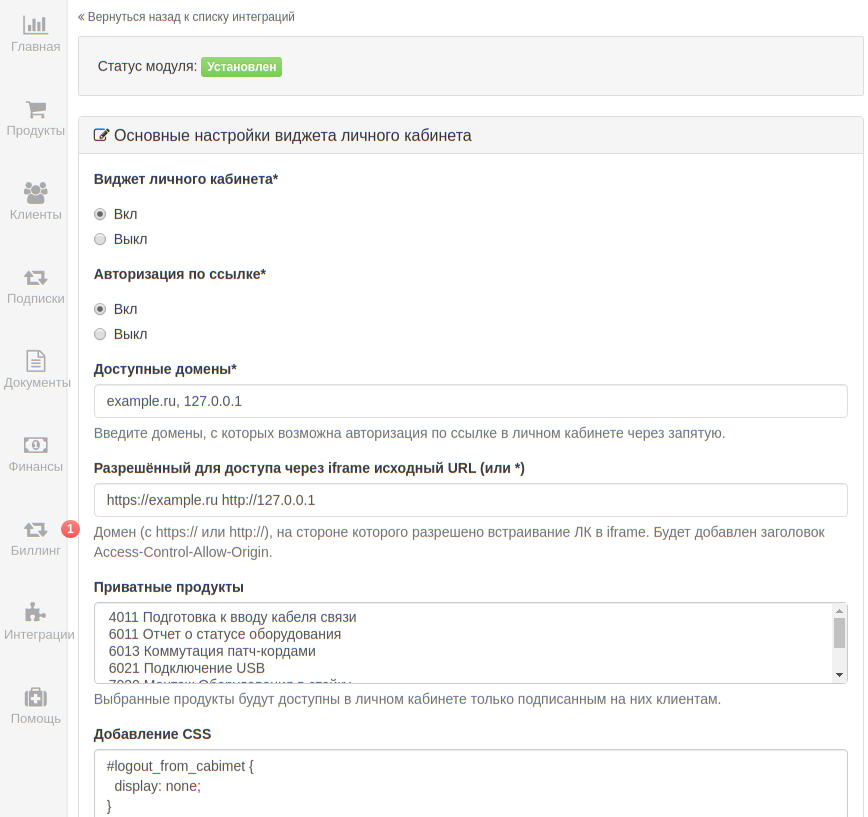 « Вернуться назад к списку интеграций
Статус модуля: Установлен
Главная
Продукты
Клиенты
Подписки
Документы
Финансы
Биллинг
1
Интеграции
Помощь
Основные настройки виджета личного кабинета
Виджет личного кабинета*
Вкл
Выкл
Авторизация по ссылке*
Вкл
Выкл
Доступные домены*
example.ru, 127.0.0.1
Введите домены, с которых возможна авторизация по ссылке в личном кабинете через запятую.
Разрешённый для доступа через iframe исходный URL (или *)
https://example.ru http://127.0.0.1
Домен (с https:// или http://), на стороне которого разрешено встраивание ЛК в iframe. Будет добавлен заголовок
Access-Control-Allow-Origin.
Приватные продукты
4011 Подготовка к вводу кабеля связи
6011 Отчет о статусе оборудования
6013 Коммутация патч-кордами
6021 Подключение USB
Выбранные продукты будут доступны в личном кабинете только подписанным на них клиентам.
Добавление CSS
#logout_from_cabimet {
display: none;
}